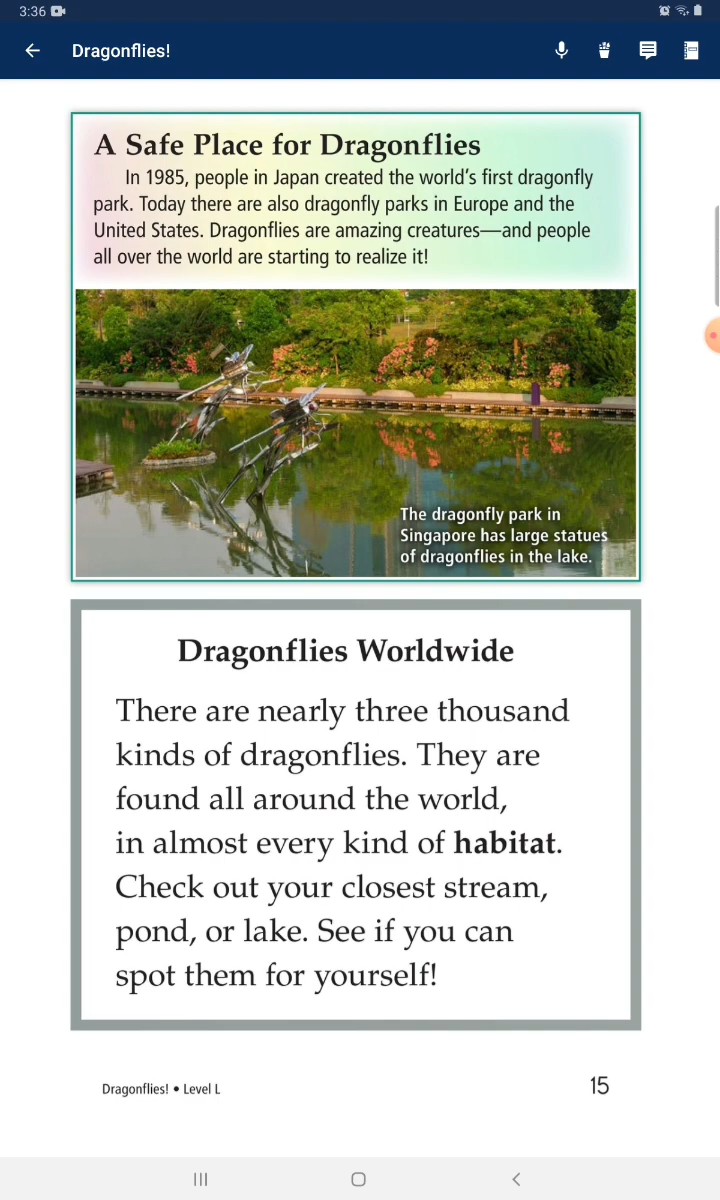 3:36
Dragonflies!
A Safe Place for Dragonflies
In 1985, people in Japan created the world's first dragonfly
park. Today there are also dragonfly parks in Europe and the
United States. Dragonflies are amazing creatures—and people
all over the world are starting to realize it!
The dragonfly park in
Singapore has large statues
of dragonflies in the lake.
Dragonflies Worldwide
There are nearly three thousand
kinds of dragonflies. They are
found all around the world,
in almost every kind of habitat.
Check out your closest stream,
pond, or lake. See if you can
spot them for yourself!
Dragonflies! • Level L
15